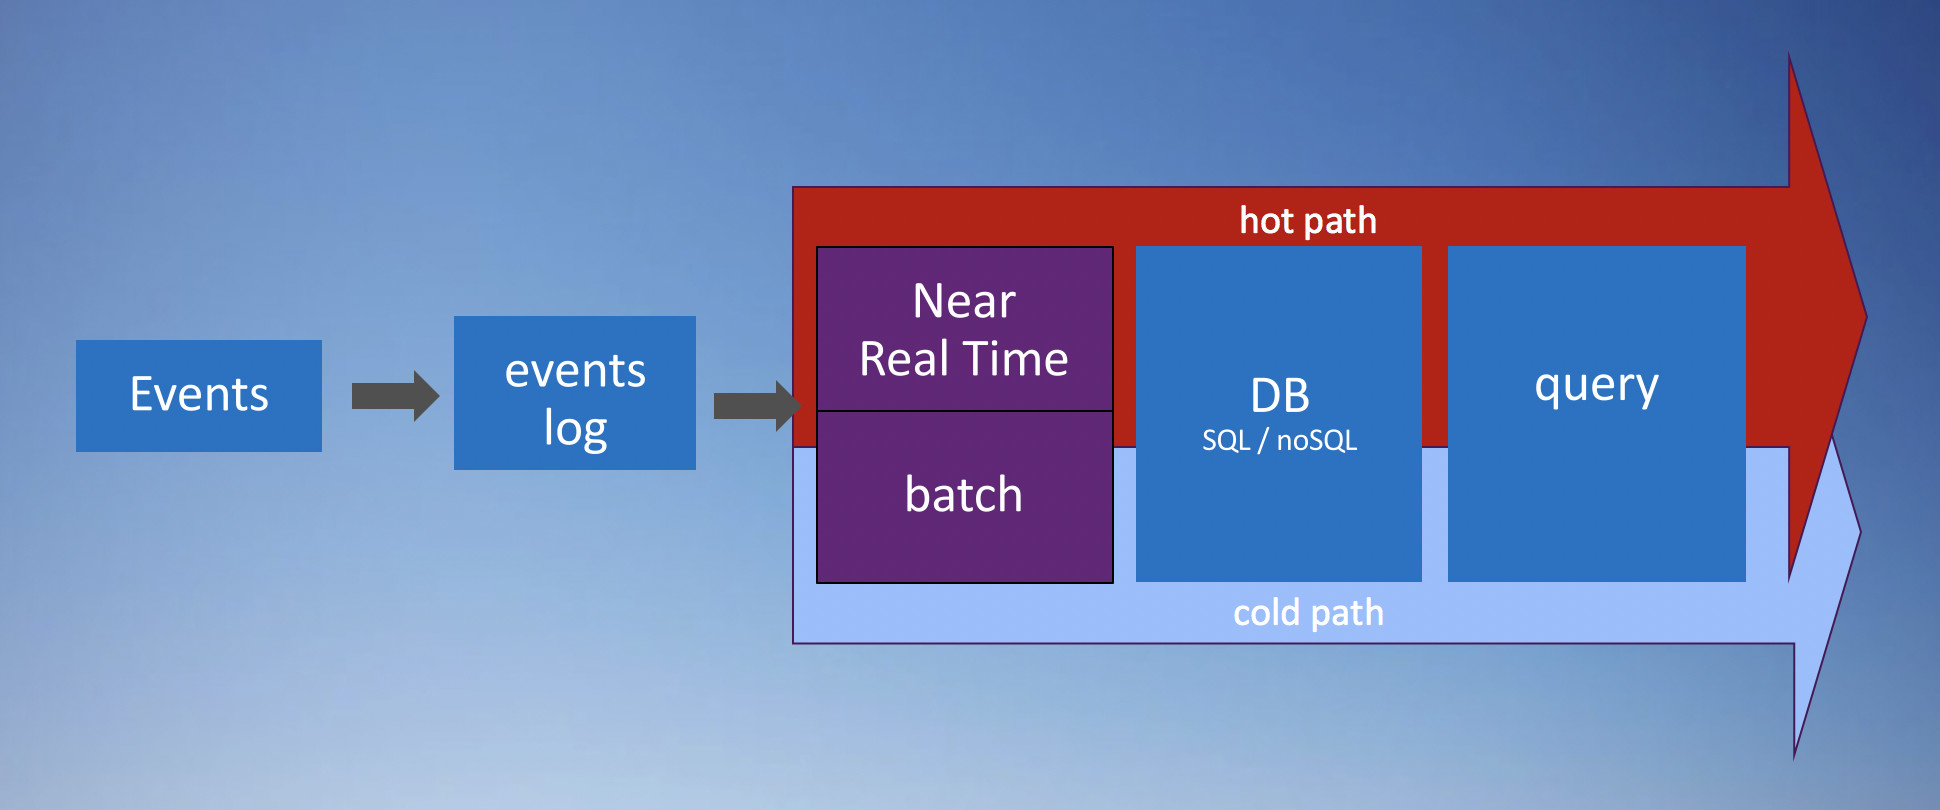 Events
events
log
hot path
Near
Real Time
batch
DB
SQL / noSQL
query
cold path